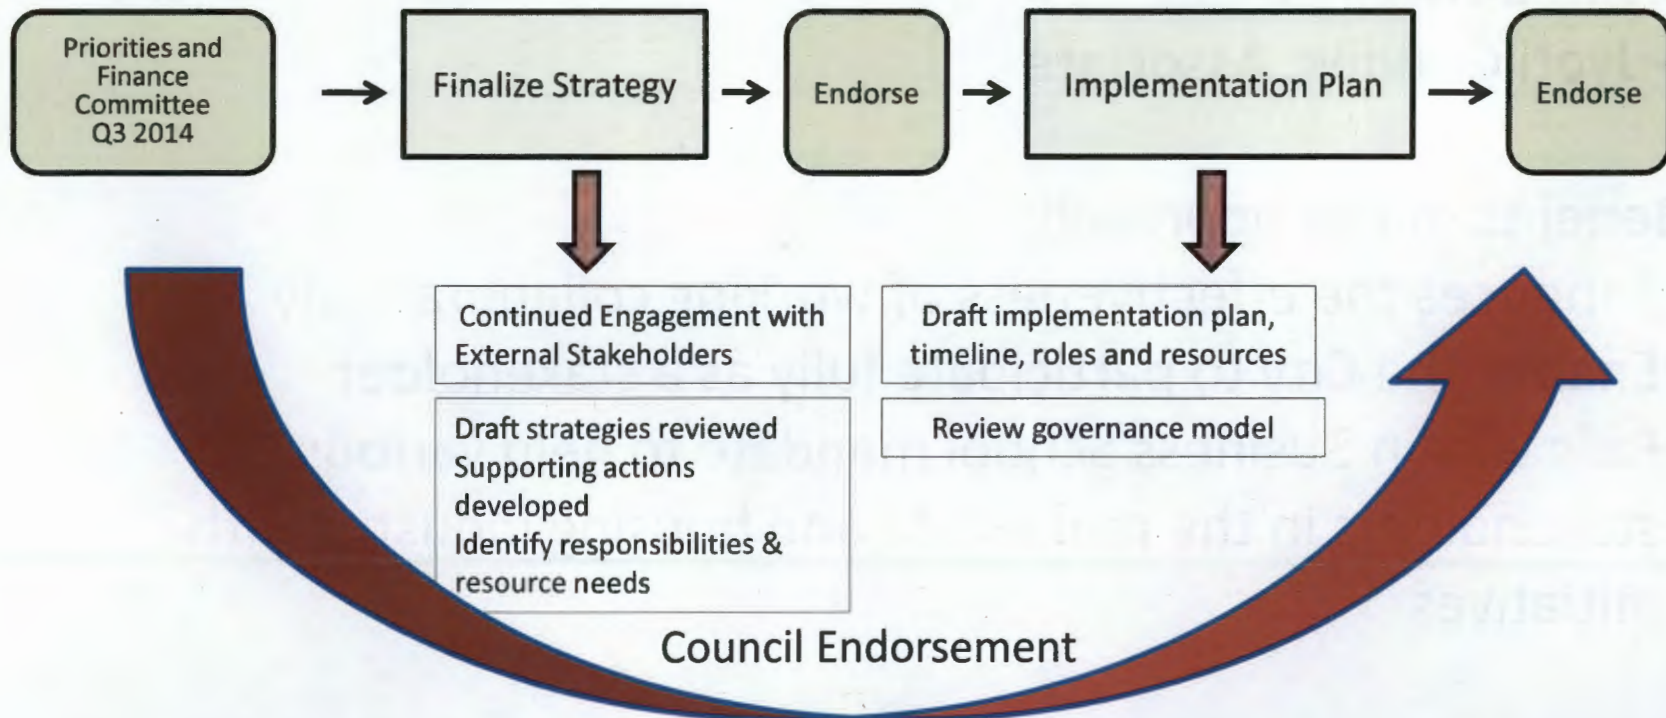 Priorities and
Finance
Committee
Q3 2014
Finalize Strategy
Endorse
Implementation Plan
Endorse
Continued Engagement with
External Stakeholders
Draft strategies reviewed
Supporting actions
developed
Identify responsibilities &
resource needs
Draft implementation plan,
timeline, roles and resources
Review governance model
Council Endorsement